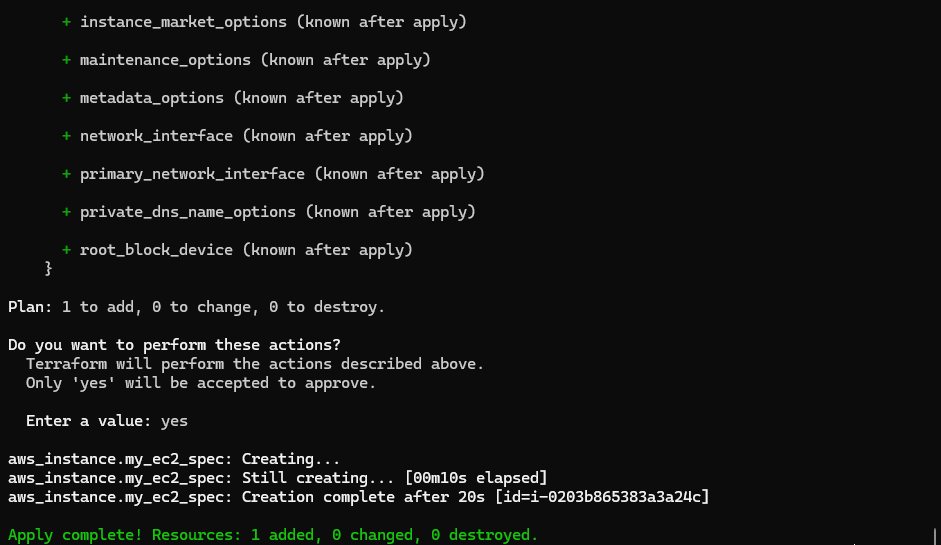 + instance_market_options (known after apply)
+ maintenance_options (known after apply)
+ metadata_options (known after apply)
+ network_interface (known after apply)
+ primary_network_interface (known after apply)
+ private_dns_name_options (known after apply)
+ root_block_device (known after apply)
}
Plan: 1 to add, 0 to change, 0 to destroy.
Do you want to perform these actions?
Terraform will perform the actions described above.
Only 'yes' will be accepted to approve.
Enter a value: yes
aws_instance.my_ec2_spec: Creating...
aws_instance.my_ec2_spec: Still creating... [00m10s elapsed]
aws_instance.my_ec2_spec: Creation complete after 20s [id=i-0203b865383a3a24c]
Apply complete! Resources: 1 added, 0 changed, 0 destroyed.